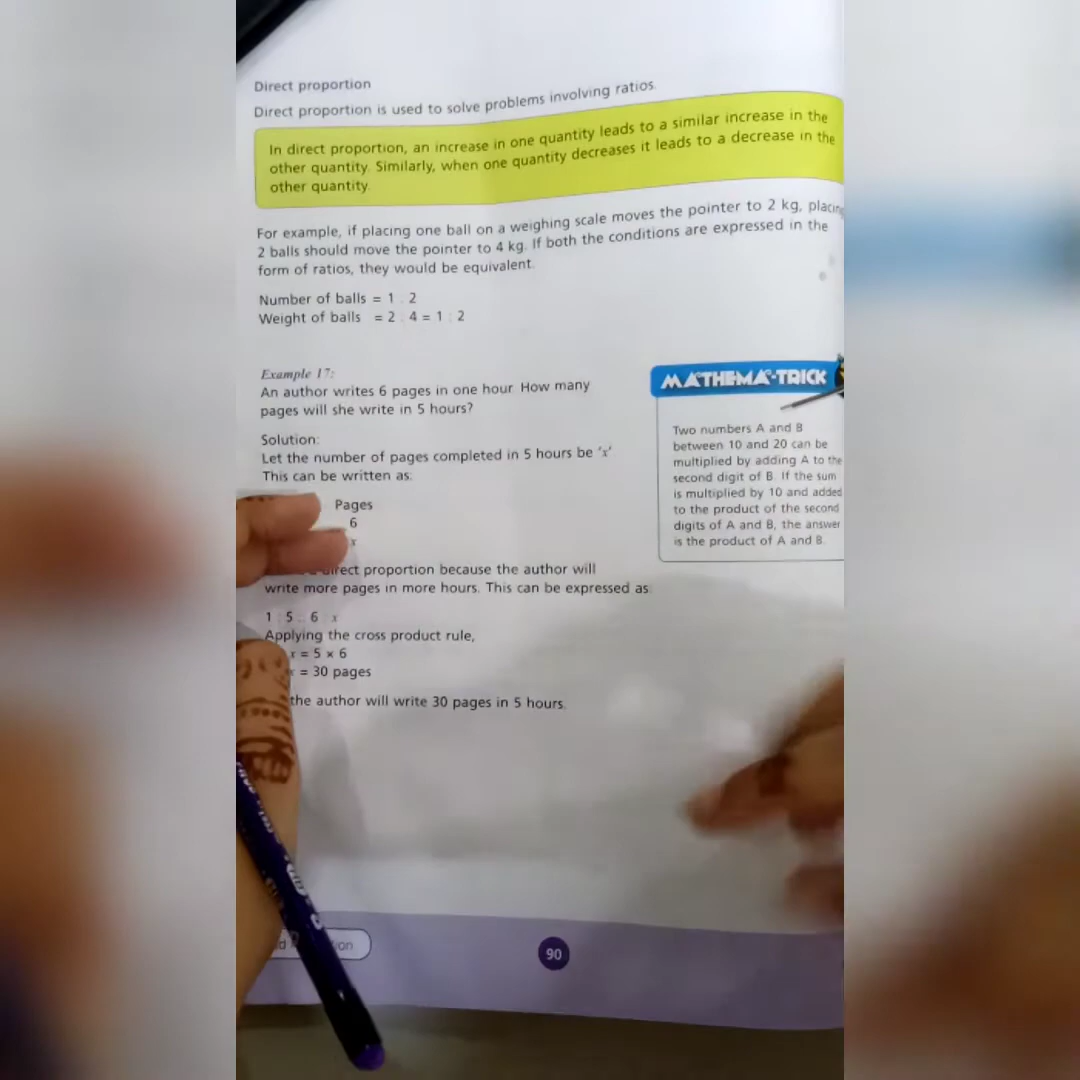 Direct proportion
Direct proportion is used to solve problems involving ratios.
In direct proportion, an increase in one quantity leads to a similar increase in the
other quantity. Similarly, when one quantity decreases it leads to a decrease in the
other quantity.
For example, if placing one ball on a weighing scale moves the pointer to 2 kg, placing
2 balls should move the pointer to 4 kg. If both the conditions are expressed in the
form of ratios, they would be equivalent.
Number of balls = 1 : 2
Weight of balls = 2 : 4 = 1 : 2
Example 17:
An author writes 6 pages in one hour. How many
pages will she write in 5 hours?
Solution:
Let the number of pages completed in 5 hours be 'x'
This can be written as:
Pages
6
x
direct proportion because the author will
write more pages in more hours. This can be expressed as:
1 : 5 :: 6 : x
Applying the cross product rule,
x = 5 × 6
x = 30 pages
the author will write 30 pages in 5 hours.
MATHEMA-TRICK
Two numbers A and B
between 10 and 20 can be
multiplied by adding A to the
second digit of B. If the sum
is multiplied by 10 and added
to the product of the second
digits of A and B, the answer
is the product of A and B.
90